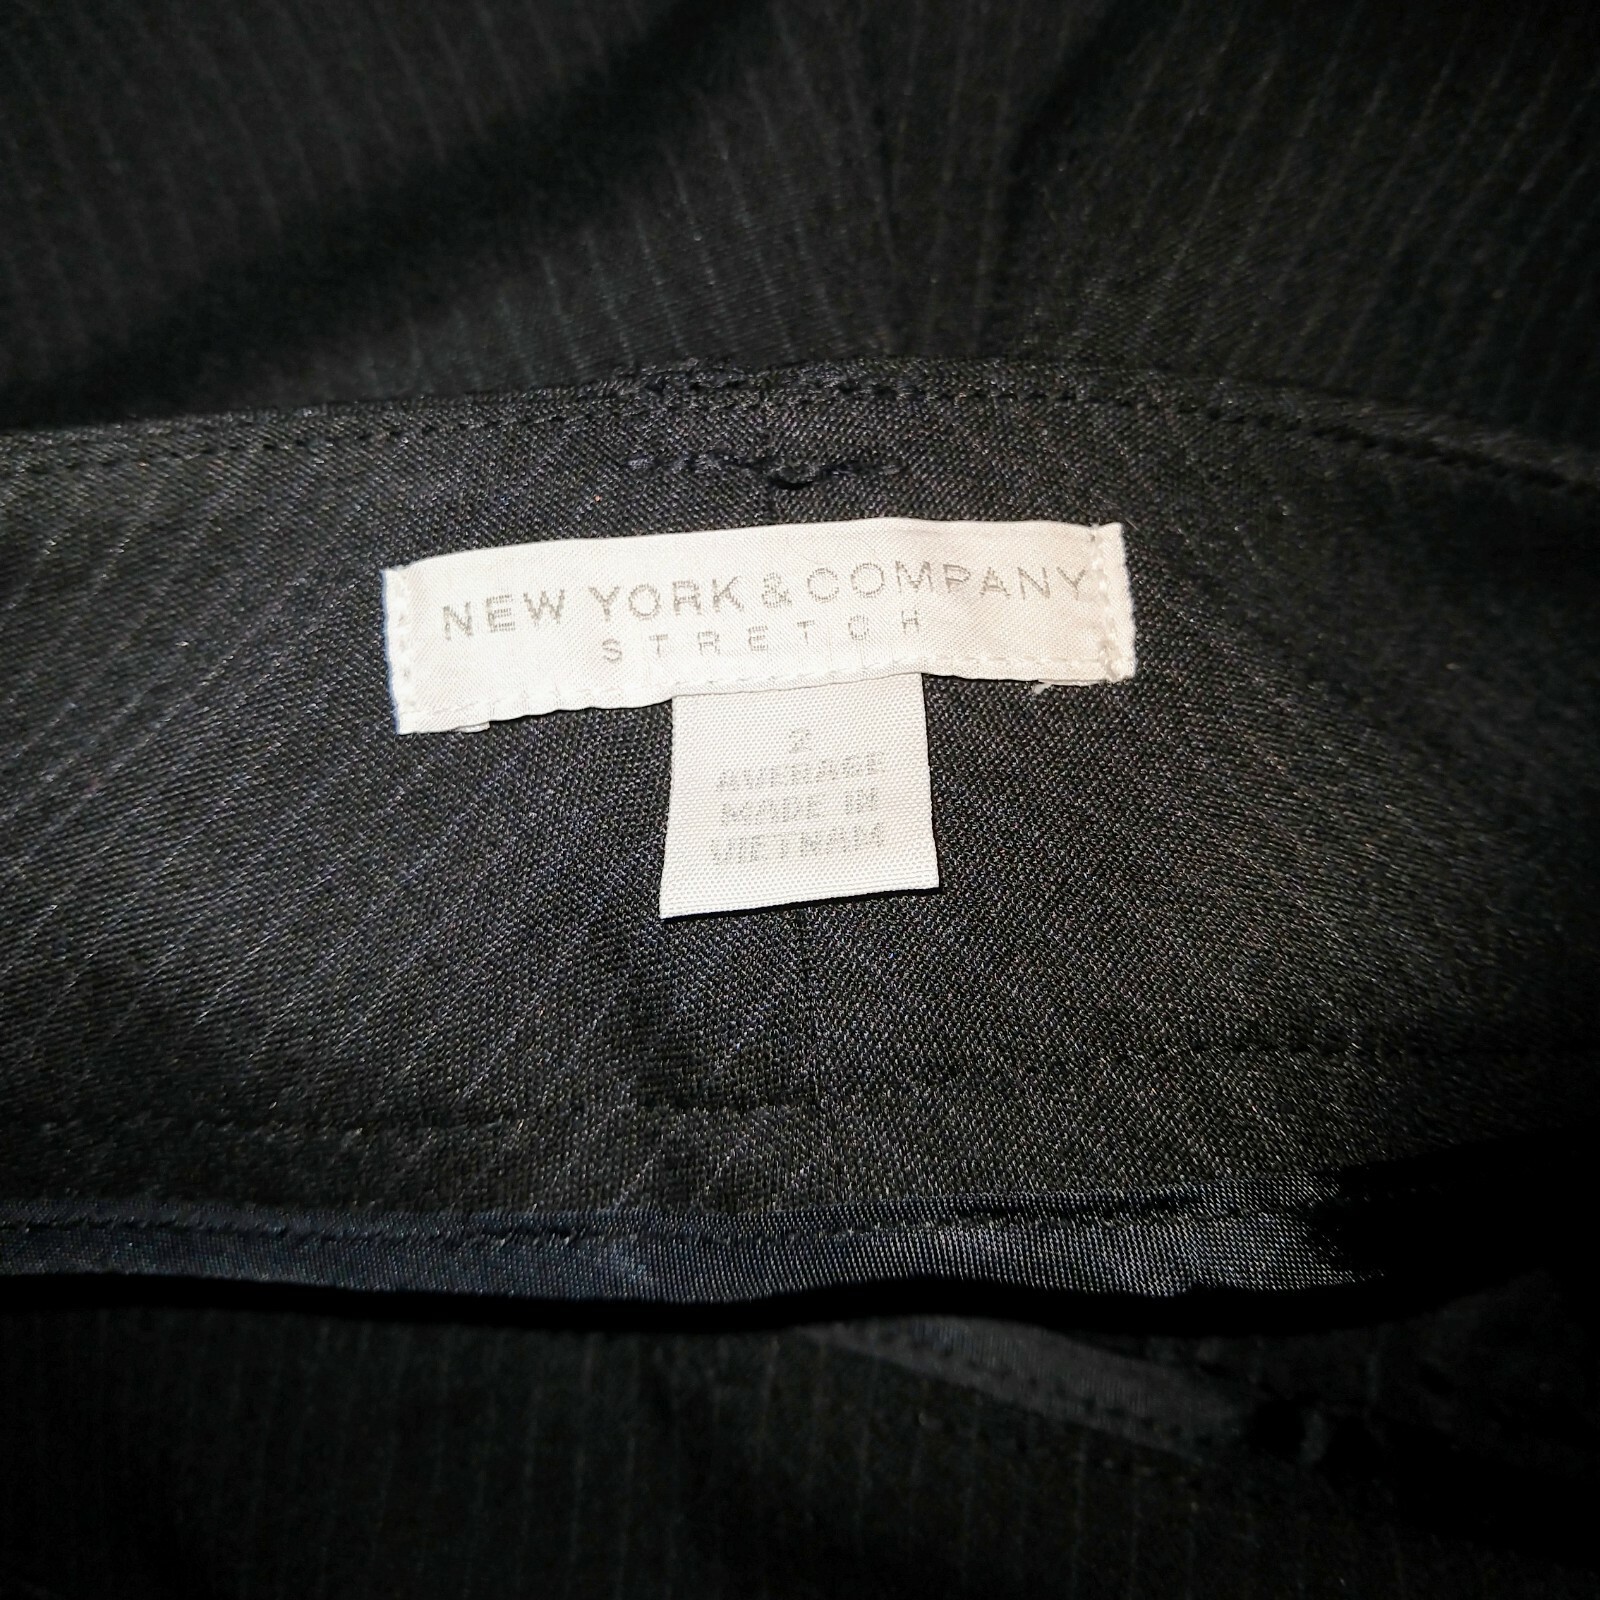 NEW YORK & COMPANY
STRETCH
2
AVERAGE
MADE IN
VIETNAM